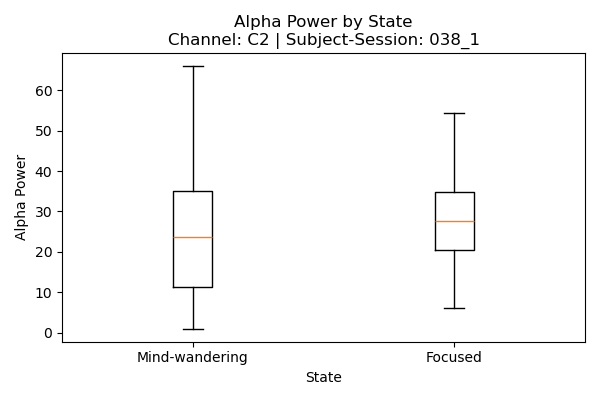 Alpha Power by State
Channel: C2 | Subject-Session: 038_1
Alpha Power
60
50
40
30
20
10
0
Mind-wandering
Focused
State